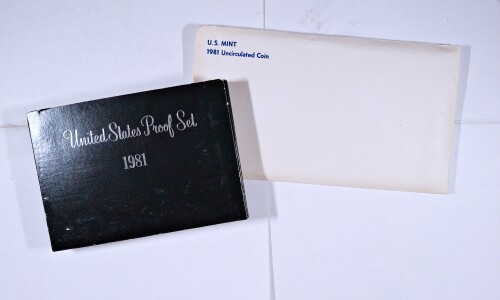 U.S. MINT
1981 Uncirculated Coin
United States Proof Set
1981